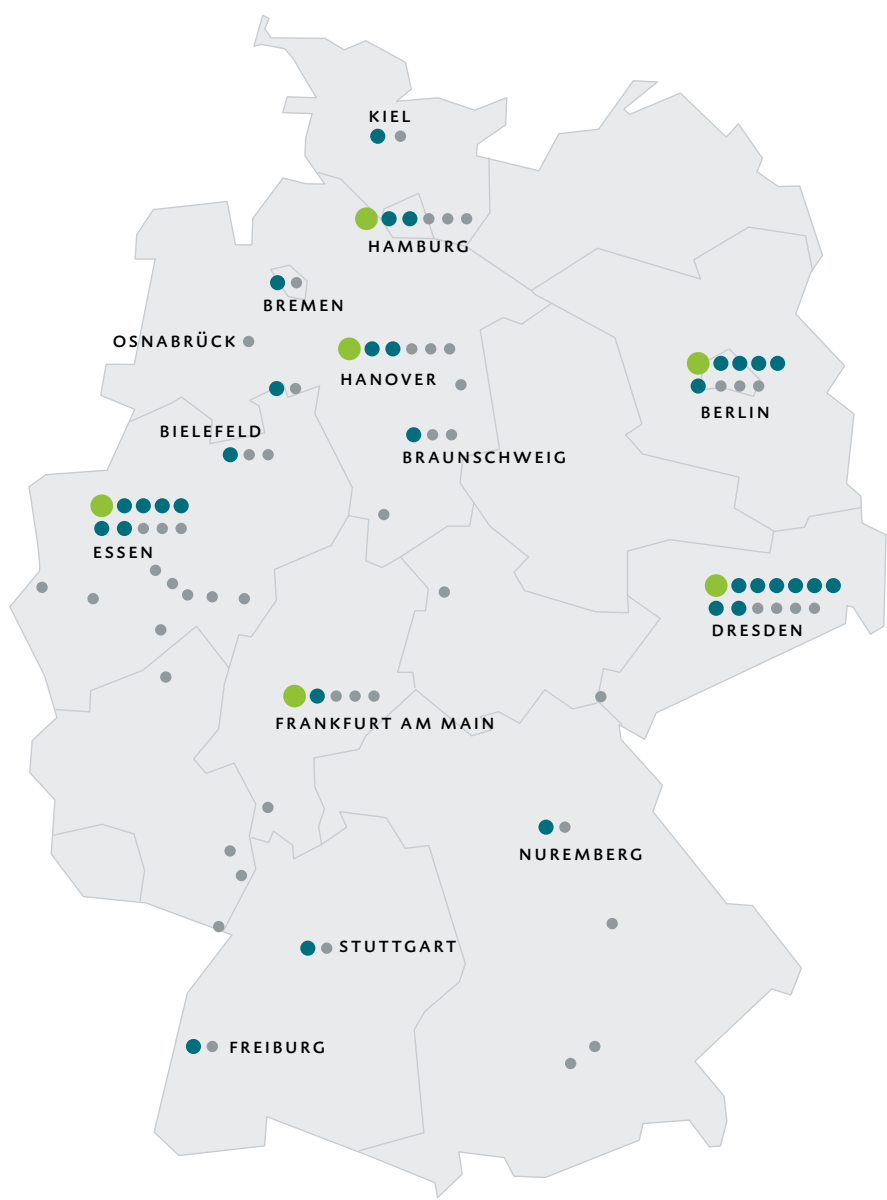 KIEL
HAMBURG
BREMEN
OSNABRÜCK
HANOVER
BERLIN
BIELEFELD
BRAUNSCHWEIG
ESSEN
DRESDEN
FRANKFURT AM MAIN
NUREMBERG
STUTTGART
FREIBURG